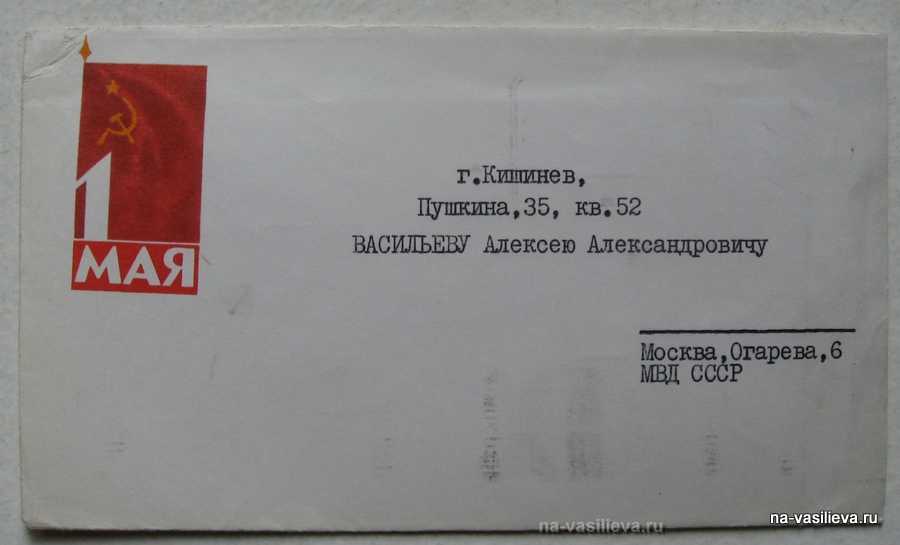 1
МАЯ
г.Кишинев,
Пушкина,35, кв.52
ВАСИЛЬЕВУ Алексею Александровичу
Москва,Огарева,6
МВД СССР
na-vasilieva.ru
na-vasilieva.ru